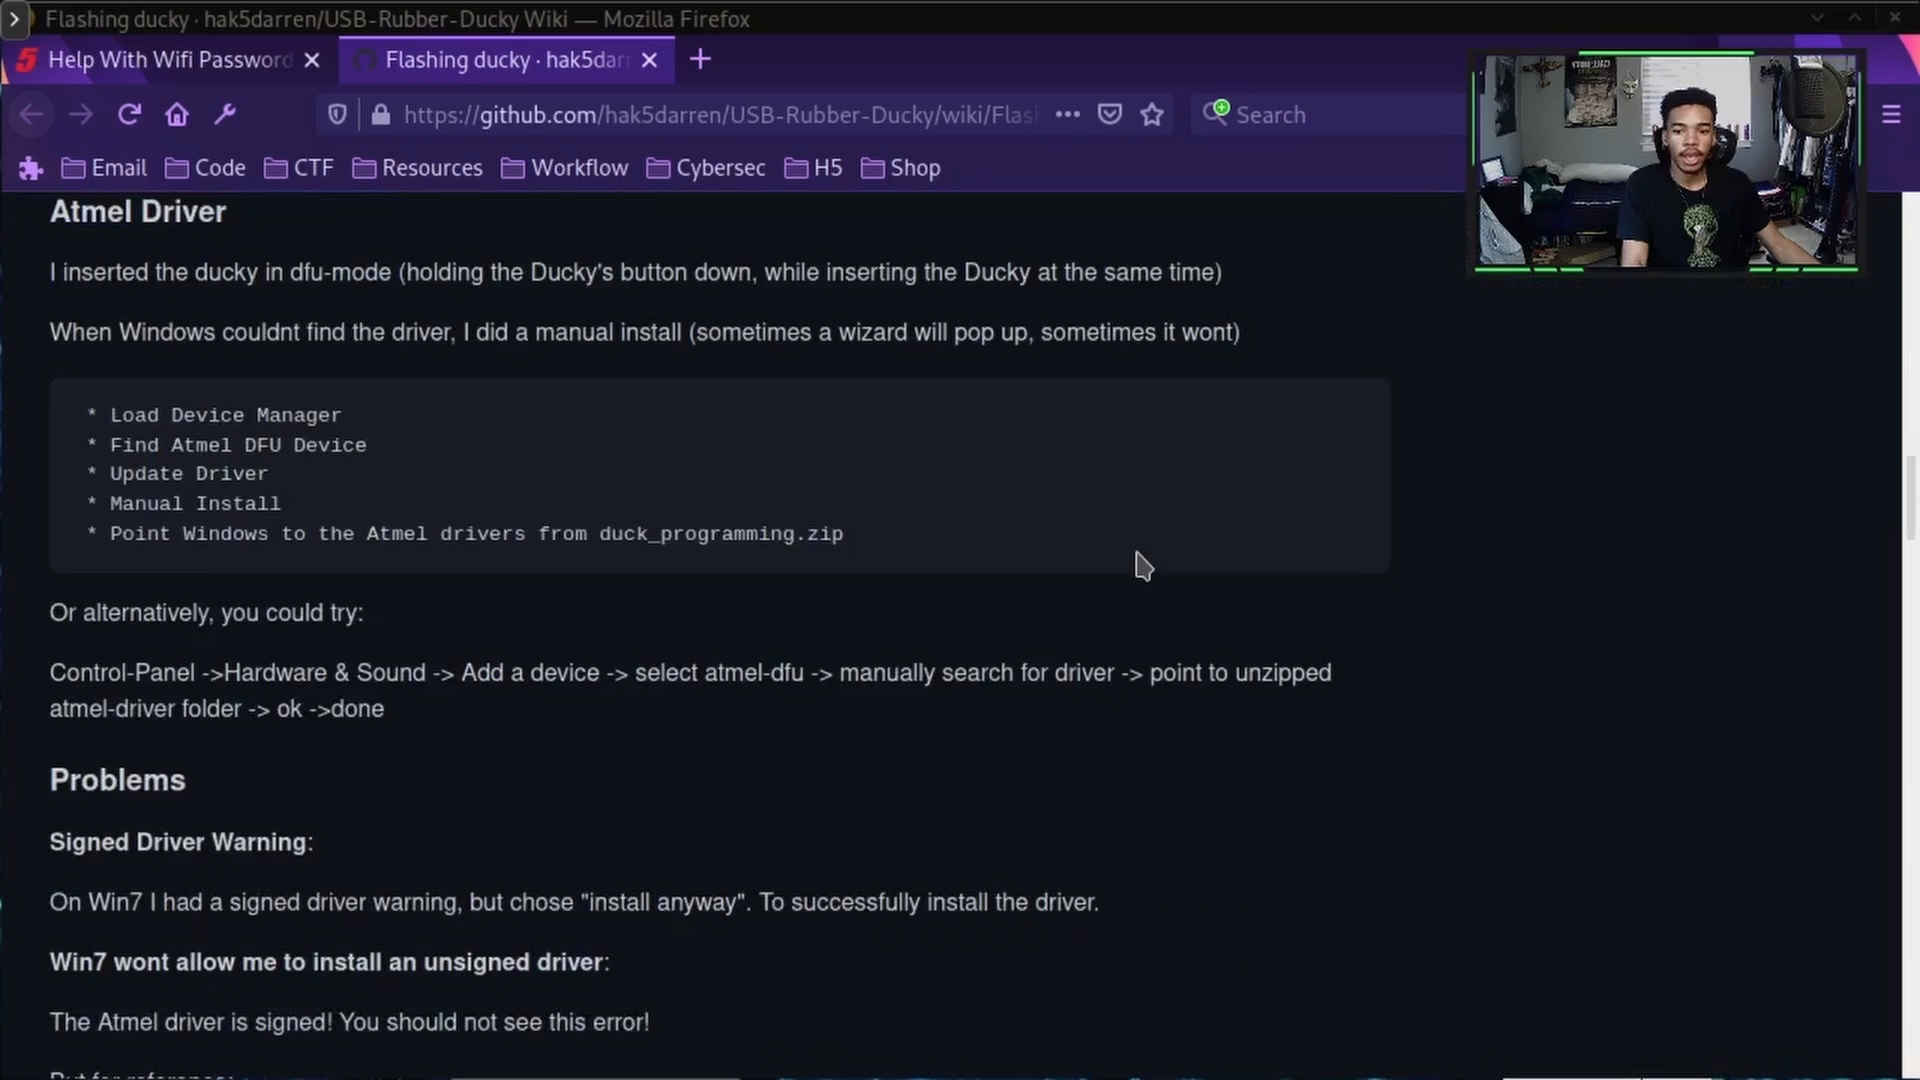 Flashing ducky · hak5darren/USB-Rubber-Ducky Wiki — Mozilla Firefox
Help With Wifi Password
Flashing ducky · hak5darr
https://github.com/hak5darren/USB-Rubber-Ducky/wiki/Flas
Search
Email
Code
CTF
Resources
Workflow
Cybersec
H5
Shop
Atmel Driver
I inserted the ducky in dfu-mode (holding the Ducky's button down, while inserting the Ducky at the same time)
When Windows couldnt find the driver, I did a manual install (sometimes a wizard will pop up, sometimes it wont)
* Load Device Manager
* Find Atmel DFU Device
* Update Driver
* Manual Install
* Point Windows to the Atmel drivers from duck_programming.zip
Or alternatively, you could try:
Control-Panel ->Hardware & Sound -> Add a device -> select atmel-dfu -> manually search for driver -> point to unzipped
atmel-driver folder -> ok ->done
Problems
Signed Driver Warning:
On Win7 I had a signed driver warning, but chose "install anyway". To successfully install the driver.
Win7 wont allow me to install an unsigned driver:
The Atmel driver is signed! You should not see this error!